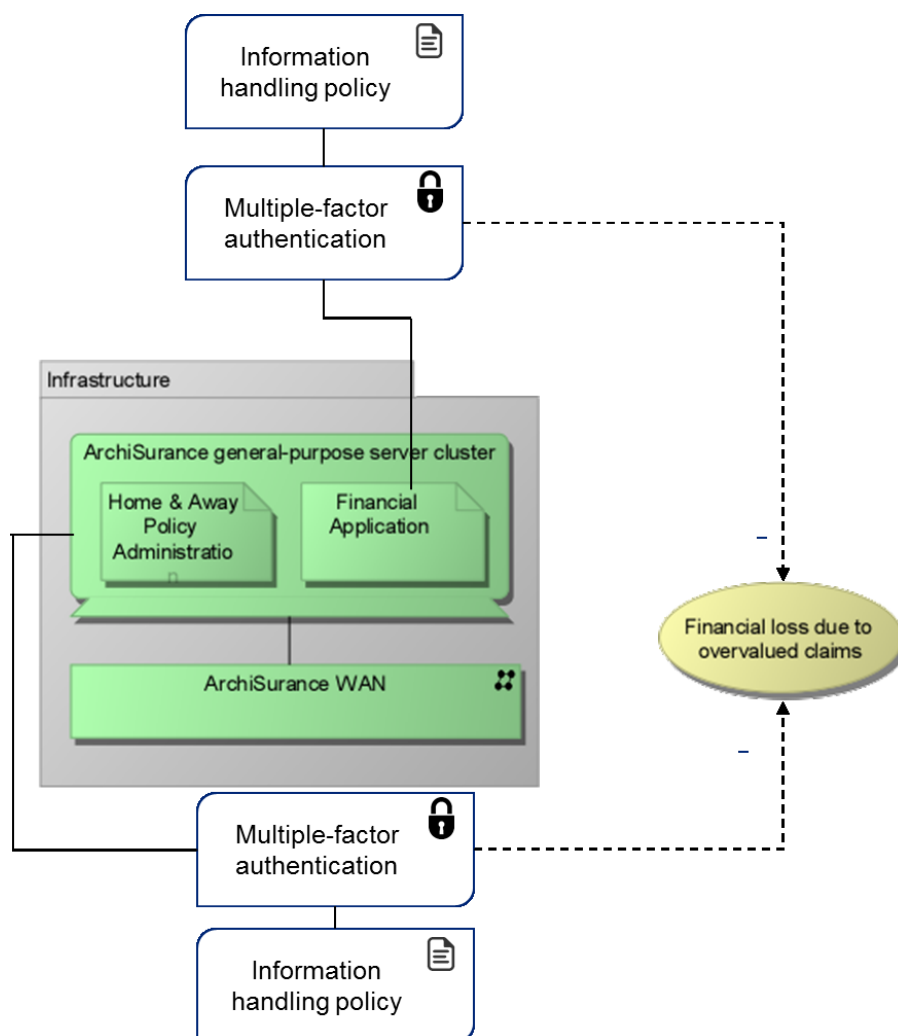 Information
handling policy
Multiple-factor
authentication
Infrastructure
ArchiSurance general-purpose server cluster
Home & Away
Policy
Administratio
n
Financial
Application
–
Financial loss due to
overvalued claims
ArchiSurance WAN
–
Multiple-factor
authentication
Information
handling policy